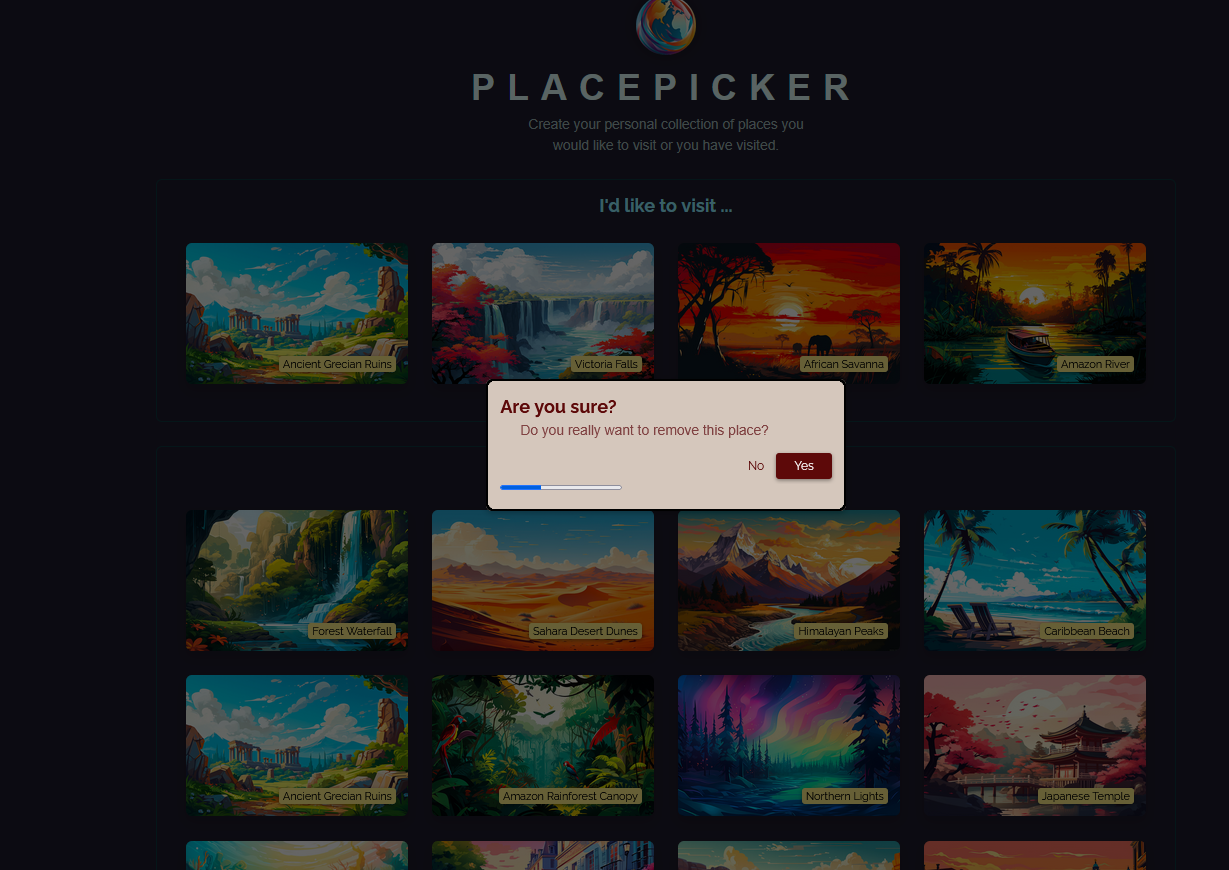 PLACEPICKER
Create your personal collection of places you
would like to visit or you have visited.
I'd like to visit ...
Ancient Grecian Ruins
Victoria Falls
African Savanna
Amazon River
Are you sure?
Do you really want to remove this place?
No
Yes
Forest Waterfall
Sahara Desert Dunes
Himalayan Peaks
Caribbean Beach
Ancient Grecian Ruins
Amazon Rainforest Canopy
Northern Lights
Japanese Temple